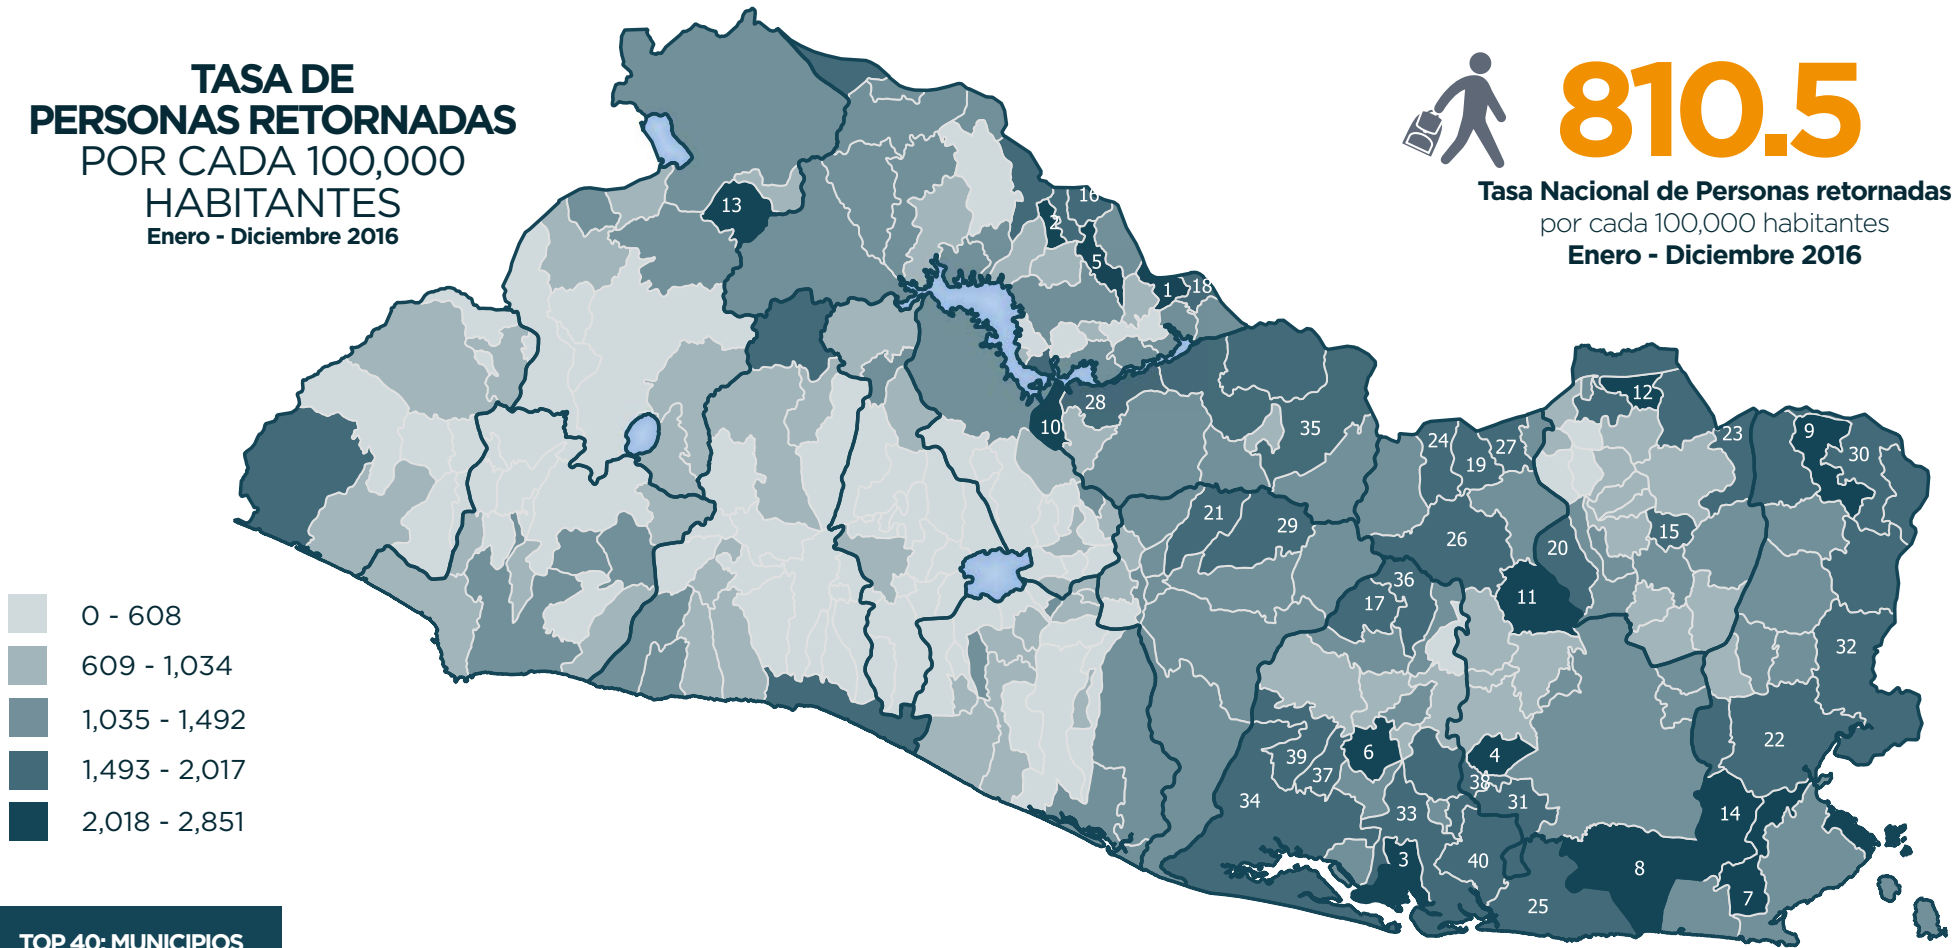 TASA DE
PERSONAS RETORNADAS
POR CADA 100,000
HABITANTES
Enero - Diciembre 2016
810.5
Tasa Nacional de Personas retornadas
por cada 100,000 habitantes
Enero - Diciembre 2016
13
16
2
5
1
18
28
10
35
12
24
27
19
23
9
30
21
29
26
20
15
36
17
11
32
39
37
6
4
38
31
22
34
33
14
3
40
8
7
25
0 - 608
609 - 1,034
1,035 - 1,492
1,493 - 2,017
2,018 - 2,851
TOP 40: MUNICIPIOS